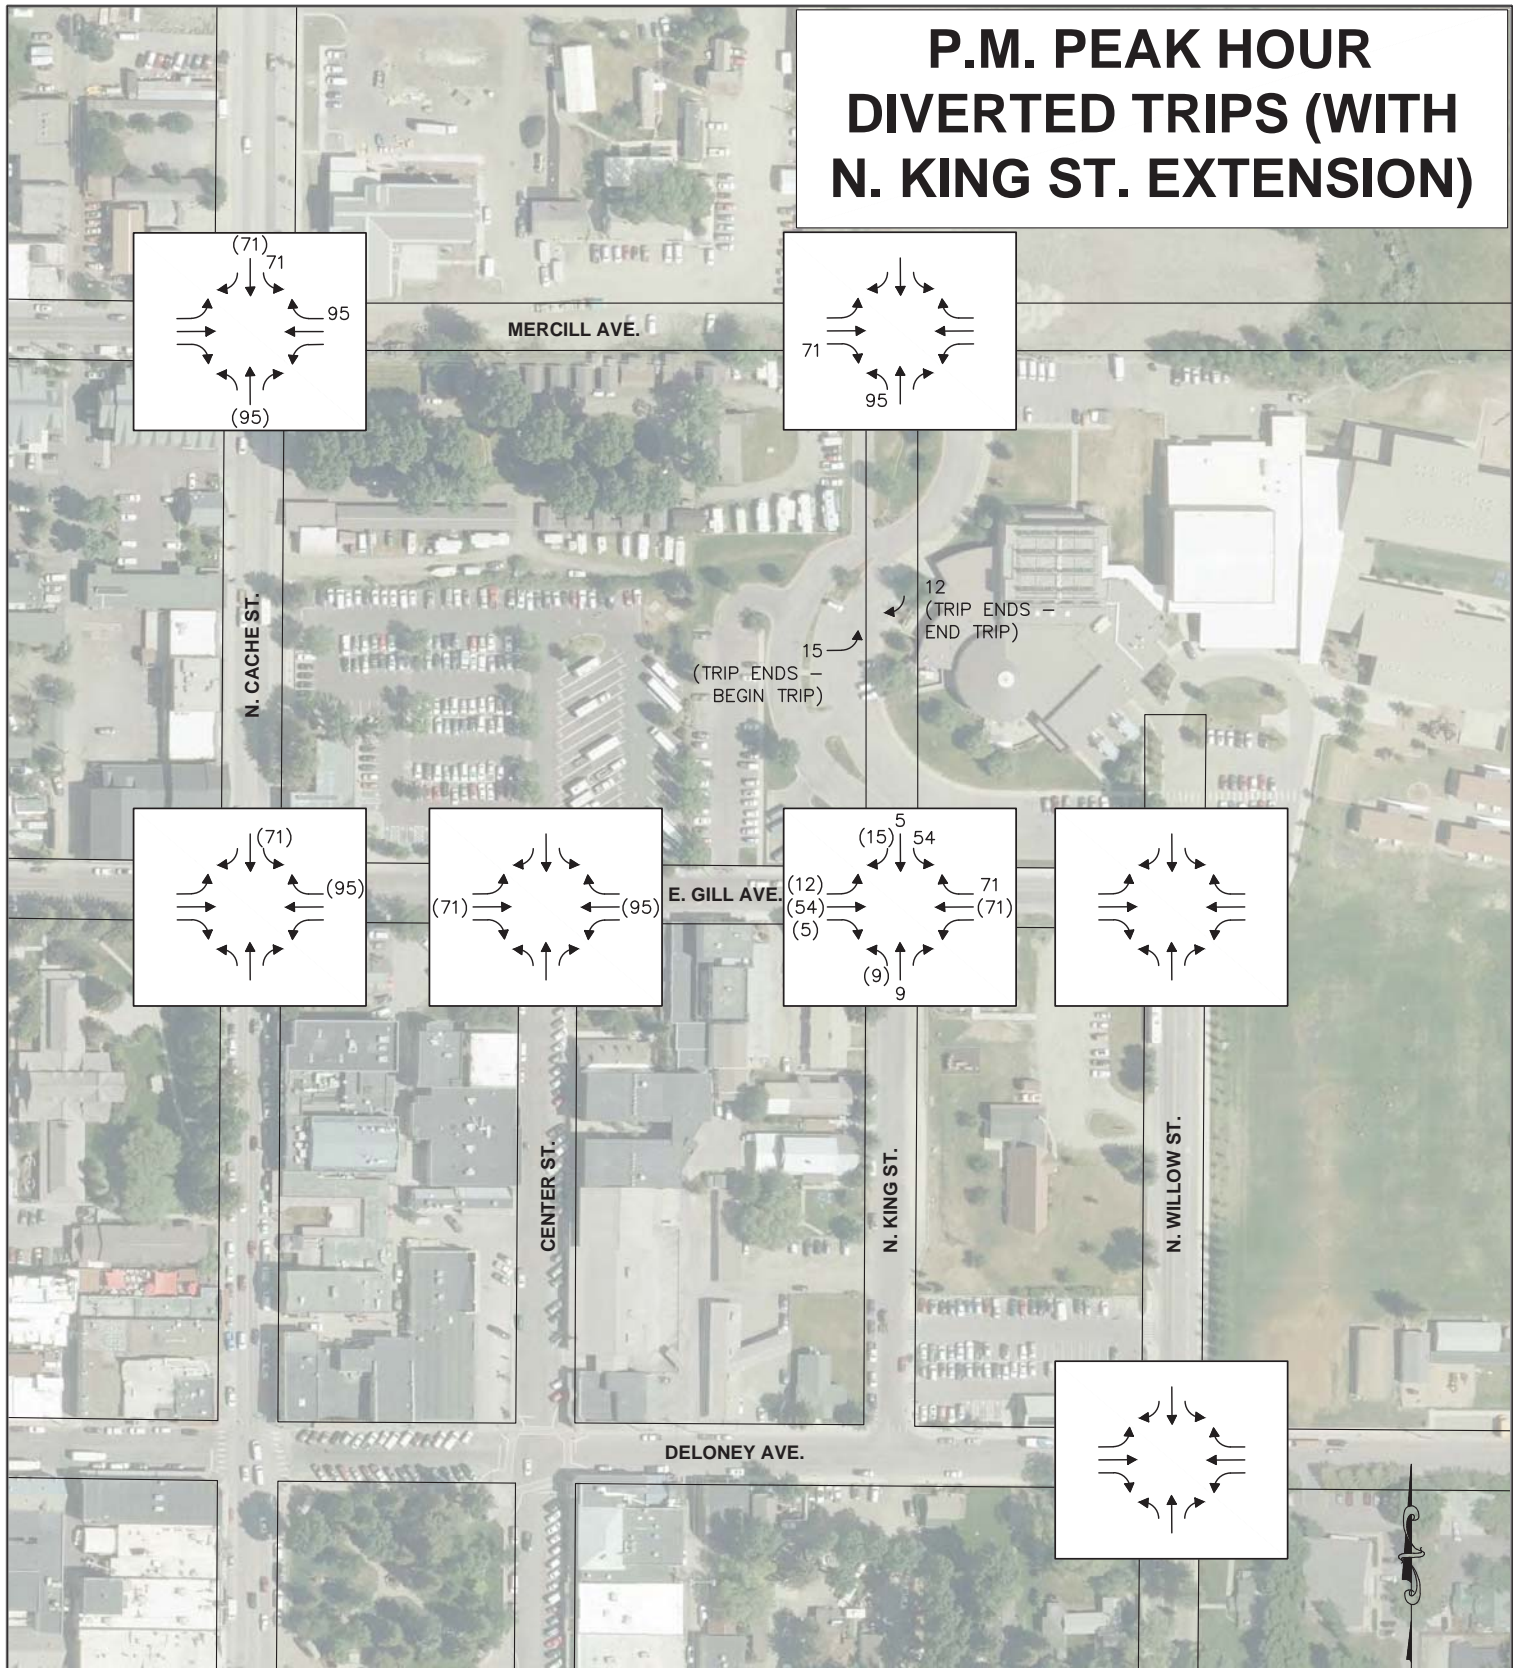 P.M. PEAK HOUR
DIVERTED TRIPS (WITH
N. KING ST. EXTENSION)
(71)
71
95
(95)
MERCILL AVE.
71
95
N. CACHE ST.
12
(TRIP ENDS –
END TRIP)
15
(TRIP ENDS –
BEGIN TRIP)
(71)
(95)
(71)
(95)
E. GILL AVE.
5
(15)
54
(12)
(54)
(5)
71
(71)
(9)
9
CENTER ST.
N. KING ST.
N. WILLOW ST.
DELONEY AVE.